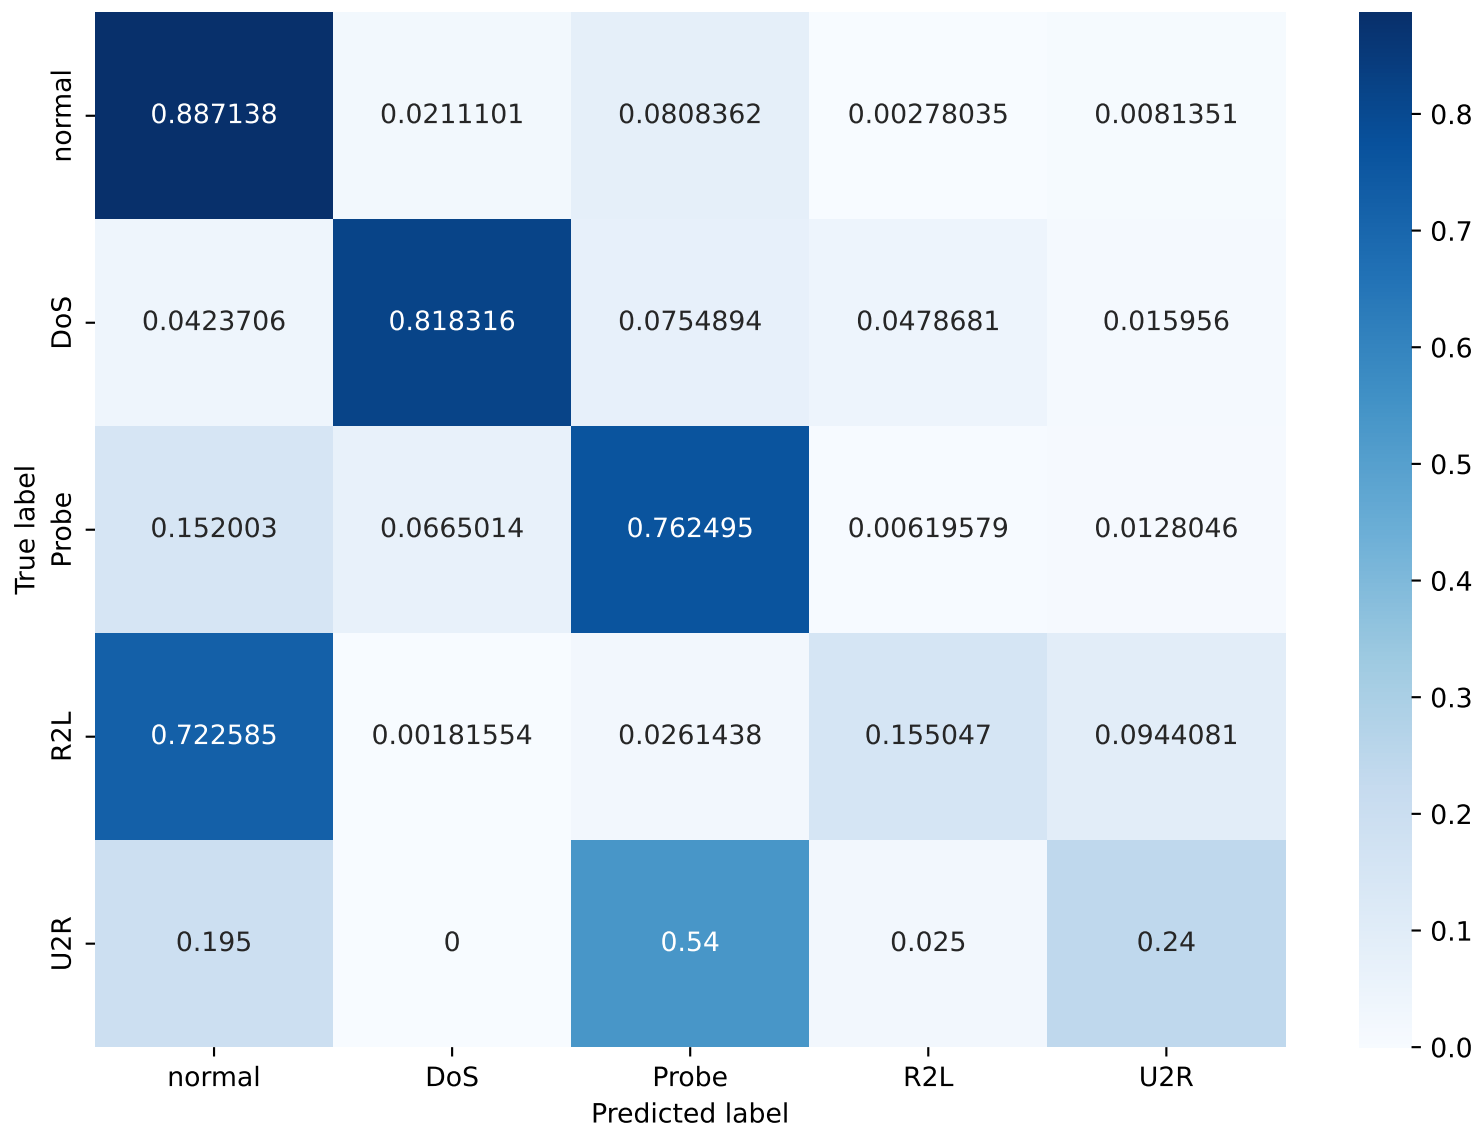 normal 0.887138 0.0211101 0.0808362 0.00278035 0.0081351
DoS 0.0423706 0.818316 0.0754894 0.0478681 0.015956
True label
Probe 0.152003 0.0665014 0.762495 0.00619579 0.0128046
R2L 0.722585 0.00181554 0.0261438 0.155047 0.0944081
U2R 0.195 0 0.54 0.025 0.24
normal DoS Probe R2L U2R
Predicted label
0.8
0.7
0.6
0.5
0.4
0.3
0.2
0.1
0.0